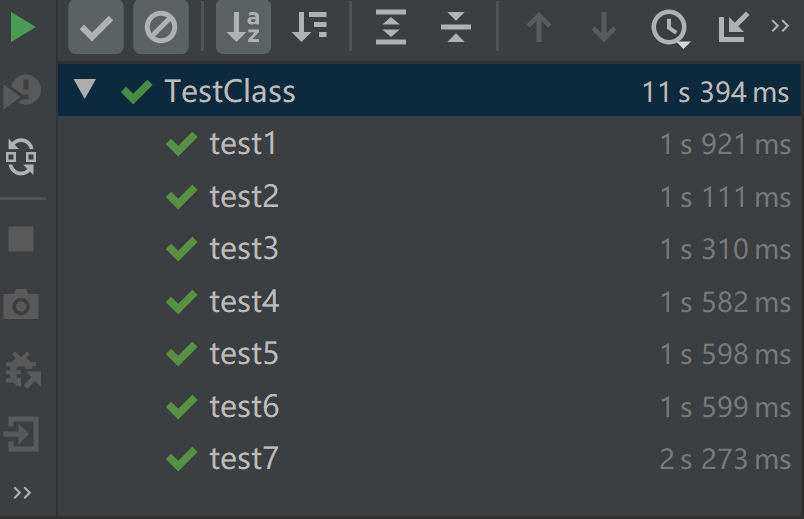 TestClass 11 s 394 ms
test1 1 s 921 ms
test2 1 s 111 ms
test3 1 s 310 ms
test4 1 s 582 ms
test5 1 s 598 ms
test6 1 s 599 ms
test7 2 s 273 ms